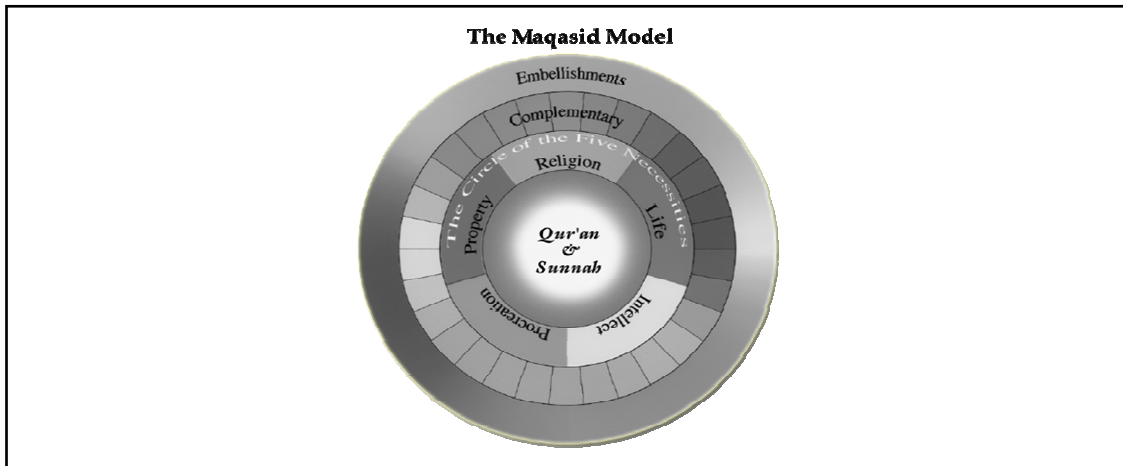 The Maqasid Model
Embellishments
Complementary
The Circle of the Five Necessities
Religion
Property
Life
Qur'an
&
Sunnah
Procreation
Intellect